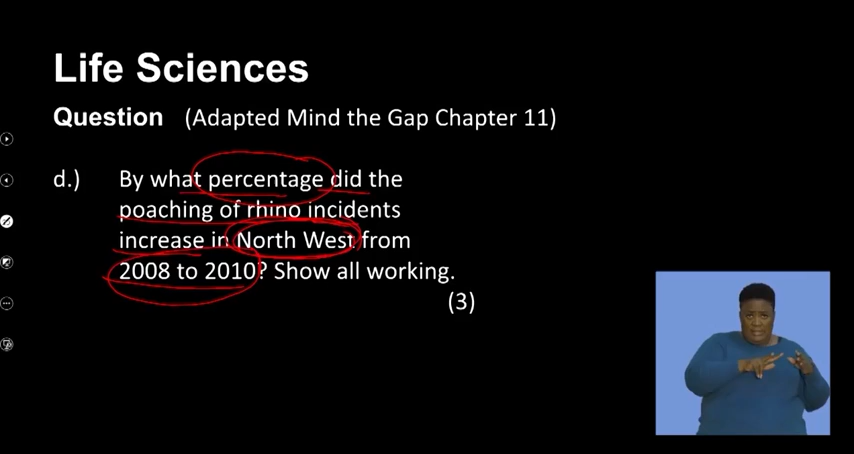 Life Sciences
Question (Adapted Mind the Gap Chapter 11)
d.) By what percentage did the
poaching of rhino incidents
increase in North West from
2008 to 2010? Show all working.
(3)